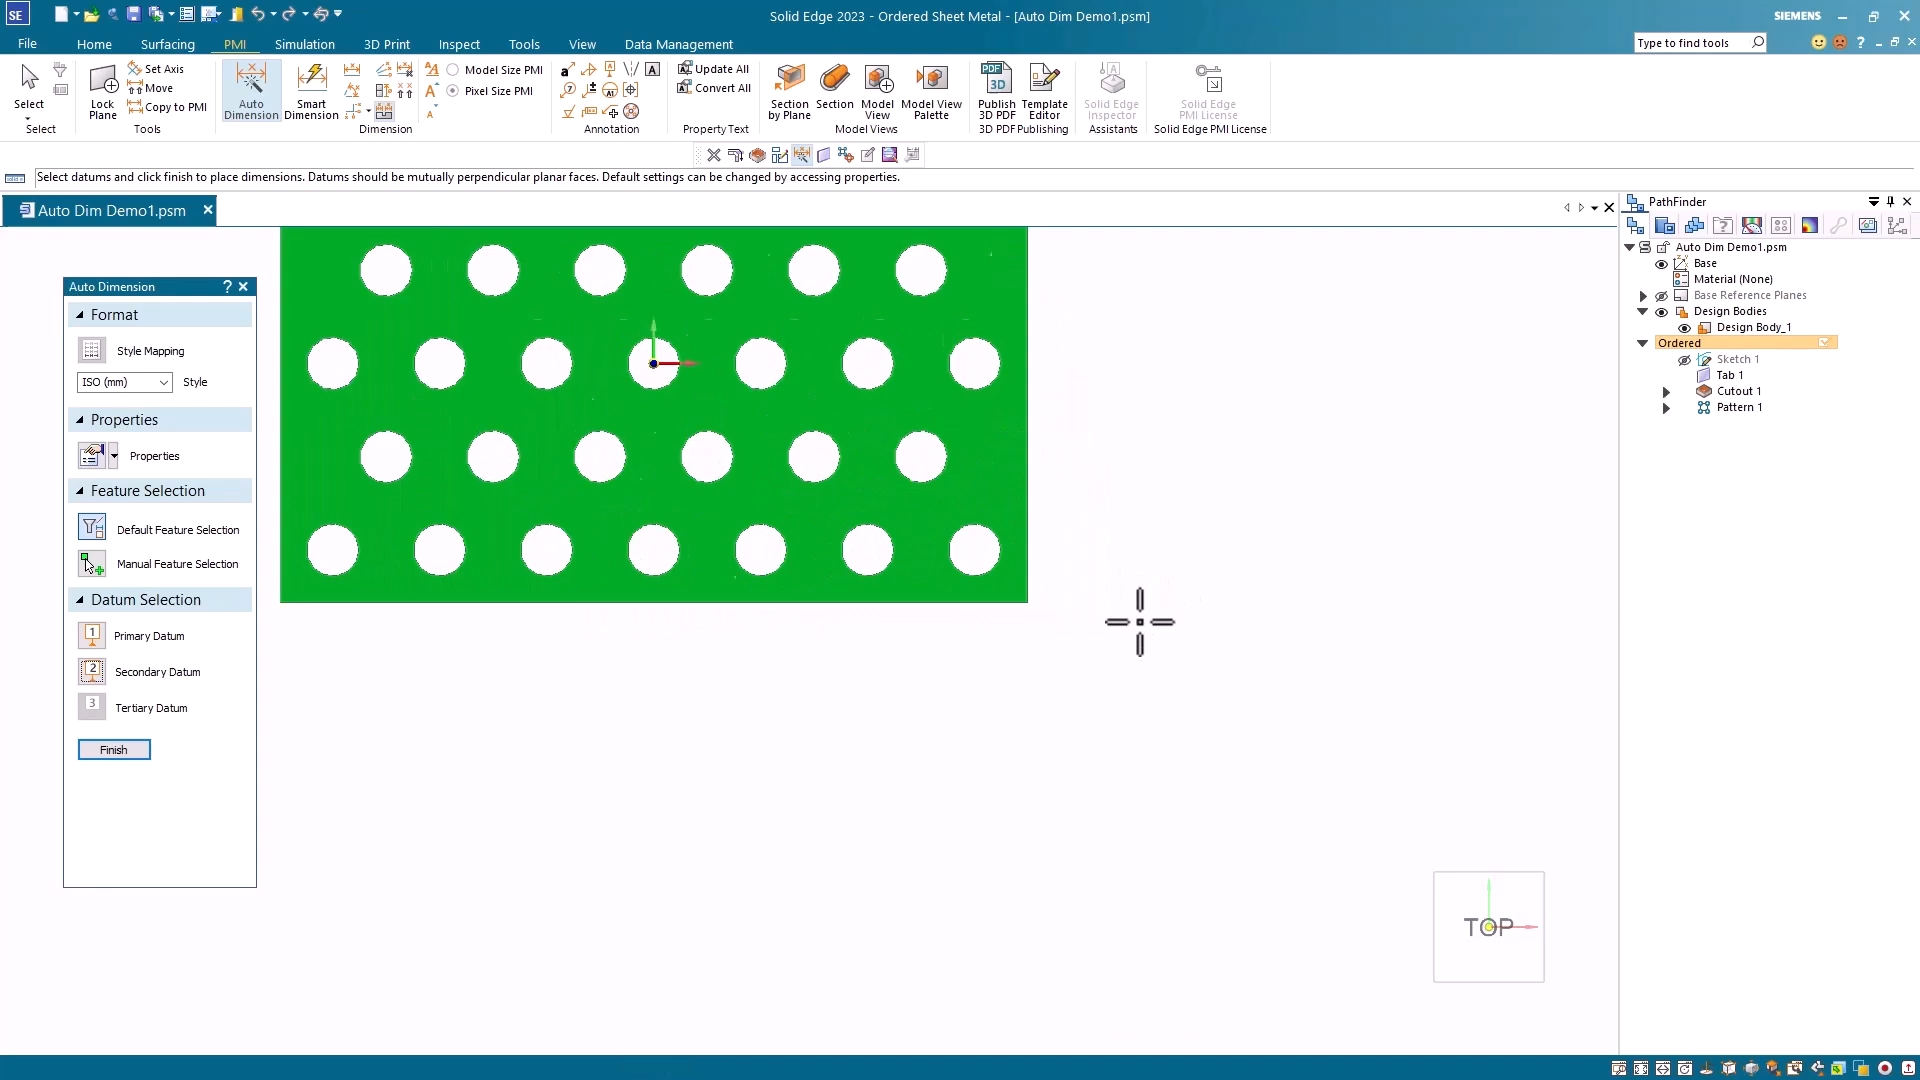 SE
Solid Edge 2023 - Ordered Sheet Metal - [Auto Dim Demo1.psm]
SIEMENS
File
Home
Surfacing
PMI
Simulation
3D Print
Inspect
Tools
View
Data Management
Type to find tools
Select
Select
Lock Plane
Set Axis
Move
Copy to PMI
Tools
Auto Dimension
Smart Dimension
Dimension
Model Size PMI
Pixel Size PMI
Annotation
Update All
Convert All
Property Text
Section by Plane
Section
Model View
Model View Palette
Model Views
Publish 3D PDF
Template Editor
3D PDF Publishing
Solid Edge Inspector
Assistants
Solid Edge PMI License
Solid Edge PMI License
Select datums and click finish to place dimensions. Datums should be mutually perpendicular planar faces. Default settings can be changed by accessing properties.
Auto Dim Demo1.psm
Auto Dimension
Format
Style Mapping
ISO (mm)
Style
Properties
Properties
Feature Selection
Default Feature Selection
Manual Feature Selection
Datum Selection
1
Primary Datum
2
Secondary Datum
3
Tertiary Datum
Finish
TOP
PathFinder
Auto Dim Demo1.psm
Base
Material (None)
Base Reference Planes
Design Bodies
Design Body_1
Ordered
Sketch 1
Tab 1
Cutout 1
Pattern 1